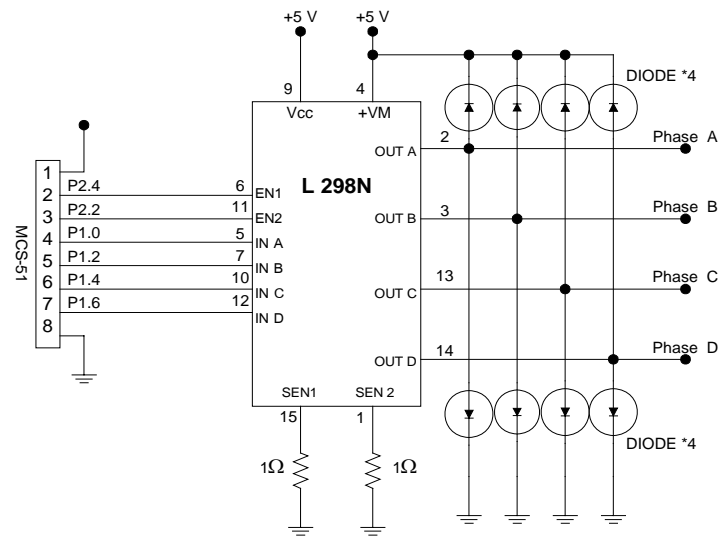 +5 V +5 V
DIODE *4
9 4
Vcc +VM
2 Phase A
OUT A
L 298N
1
2 P2.4 6 EN1
3 P2.2 11 EN2
4 P1.0 5 IN A
5 P1.2 7 IN B
6 P1.4 10 IN C
7 P1.6 12 IN D
8
MCS-51
3 Phase B
OUT B
13 Phase C
OUT C
14 Phase D
OUT D
SEN1 SEN 2
15 1
DIODE *4
1Ω 1Ω